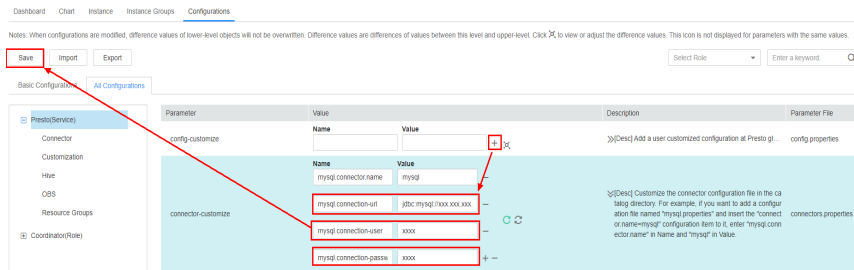 Dashboard Chart Instance Instance Groups Configurations
Notes: When configurations are modified, difference values of lower-level objects will not be overwritten. Difference values are differences of values between this level and upper-level. Click to view or adjust the difference values. This icon is not displayed for parameters with the same values.
Save Import Export Select Role Enter a keyword.
Basic Configurations All Configurations
Presto(Service)
Connector
Customization
Hive
OBS
Resource Groups
Coordinator(Role)
Parameter Value Description Parameter File
Name Value
config-customize + [Desc] Add a user customized configuration at Presto gl... config.properties
Name Value
mysql.connector.name mysql −
mysql.connection-url jdbc:mysql://xxx.xxx.xxx. −
mysql.connection-user xxxx −
mysql.connection-passw xxxx + −
connector-customize
[Desc] Customize the connector configuration file in the ca
talog directory. For example, if you want to add a configur
ation file named "mysql.properties" and insert the "connect
or.name=mysql" configuration item to it, enter "mysql.conn
ector.name" in Name and "mysql" in Value.
connectors.properties